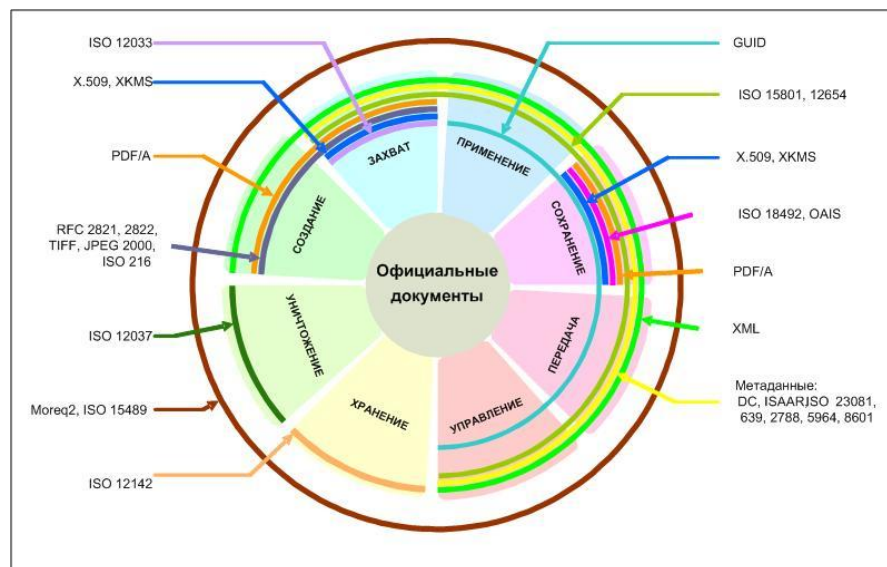 ISO 12033
X.509, XKMS
PDF/A
RFC 2821, 2822,
TIFF, JPEG 2000,
ISO 216
ISO 12037
Moreq2, ISO 15489
ISO 12142
ЗАХВАТ
ПРИМЕНЕНИЕ
СОХРАНЕНИЕ
ПЕРЕДАЧА
УПРАВЛЕНИЕ
ХРАНЕНИЕ
УНИЧТОЖЕНИЕ
СОЗДАНИЕ
Официальные
документы
GUID
ISO 15801, 12654
X.509, XKMS
ISO 18492, OAIS
PDF/A
XML
Метаданные:
DC, ISAAR,ISO 23081,
639, 2788, 5964, 8601